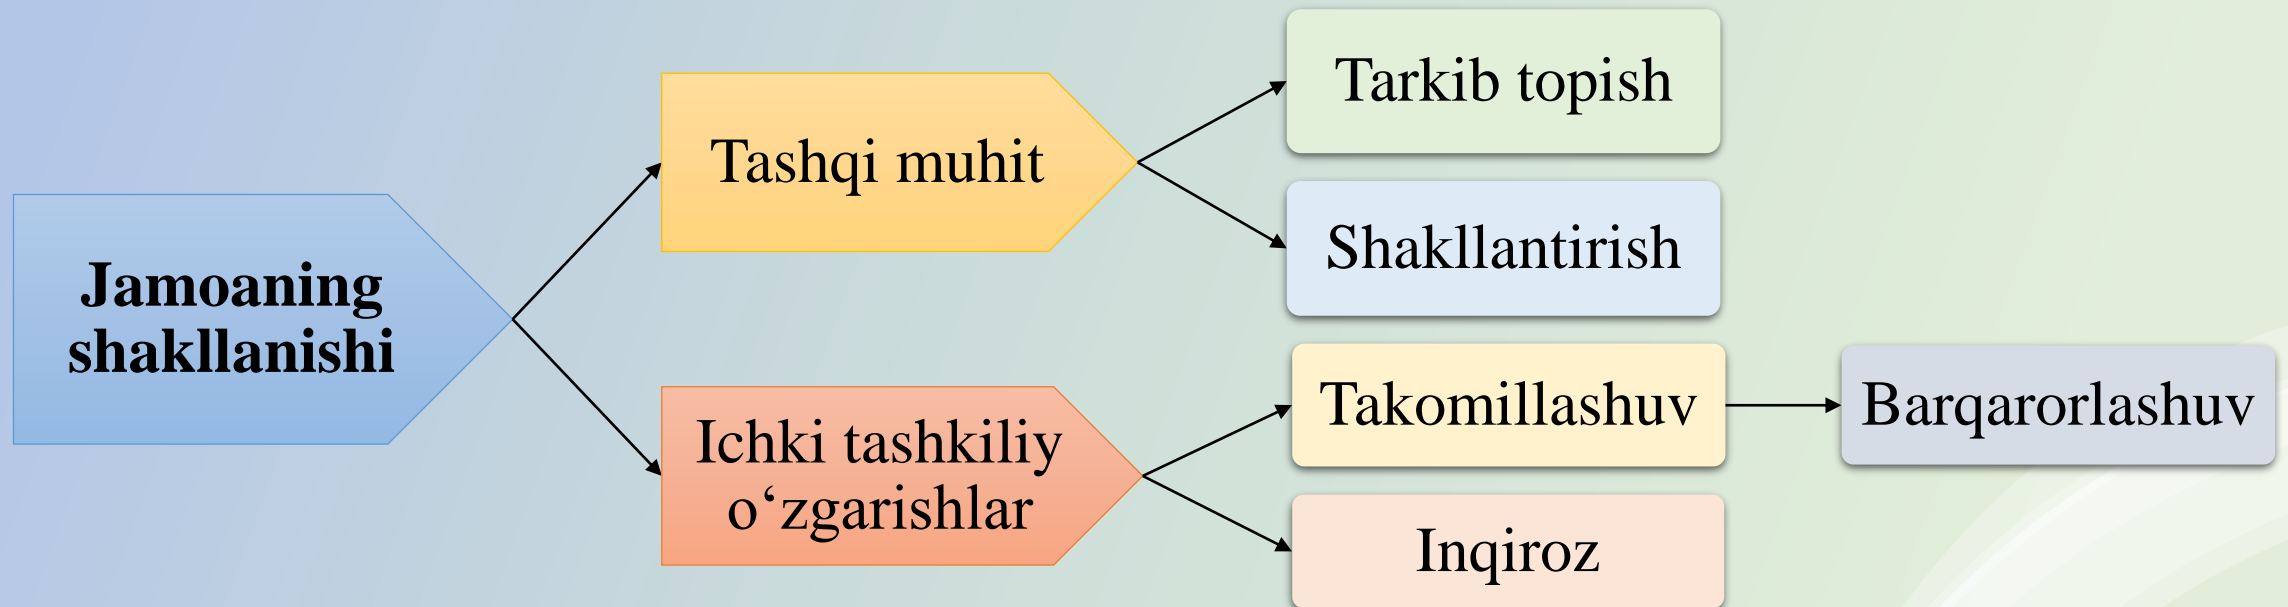 Jamoaning
shakllanishi
Tashqi muhit
Ichki tashkiliy
o‘zgarishlar
Tarkib topish
Shakllantirish
Takomillashuv
Barqarorlashuv
Inqiroz